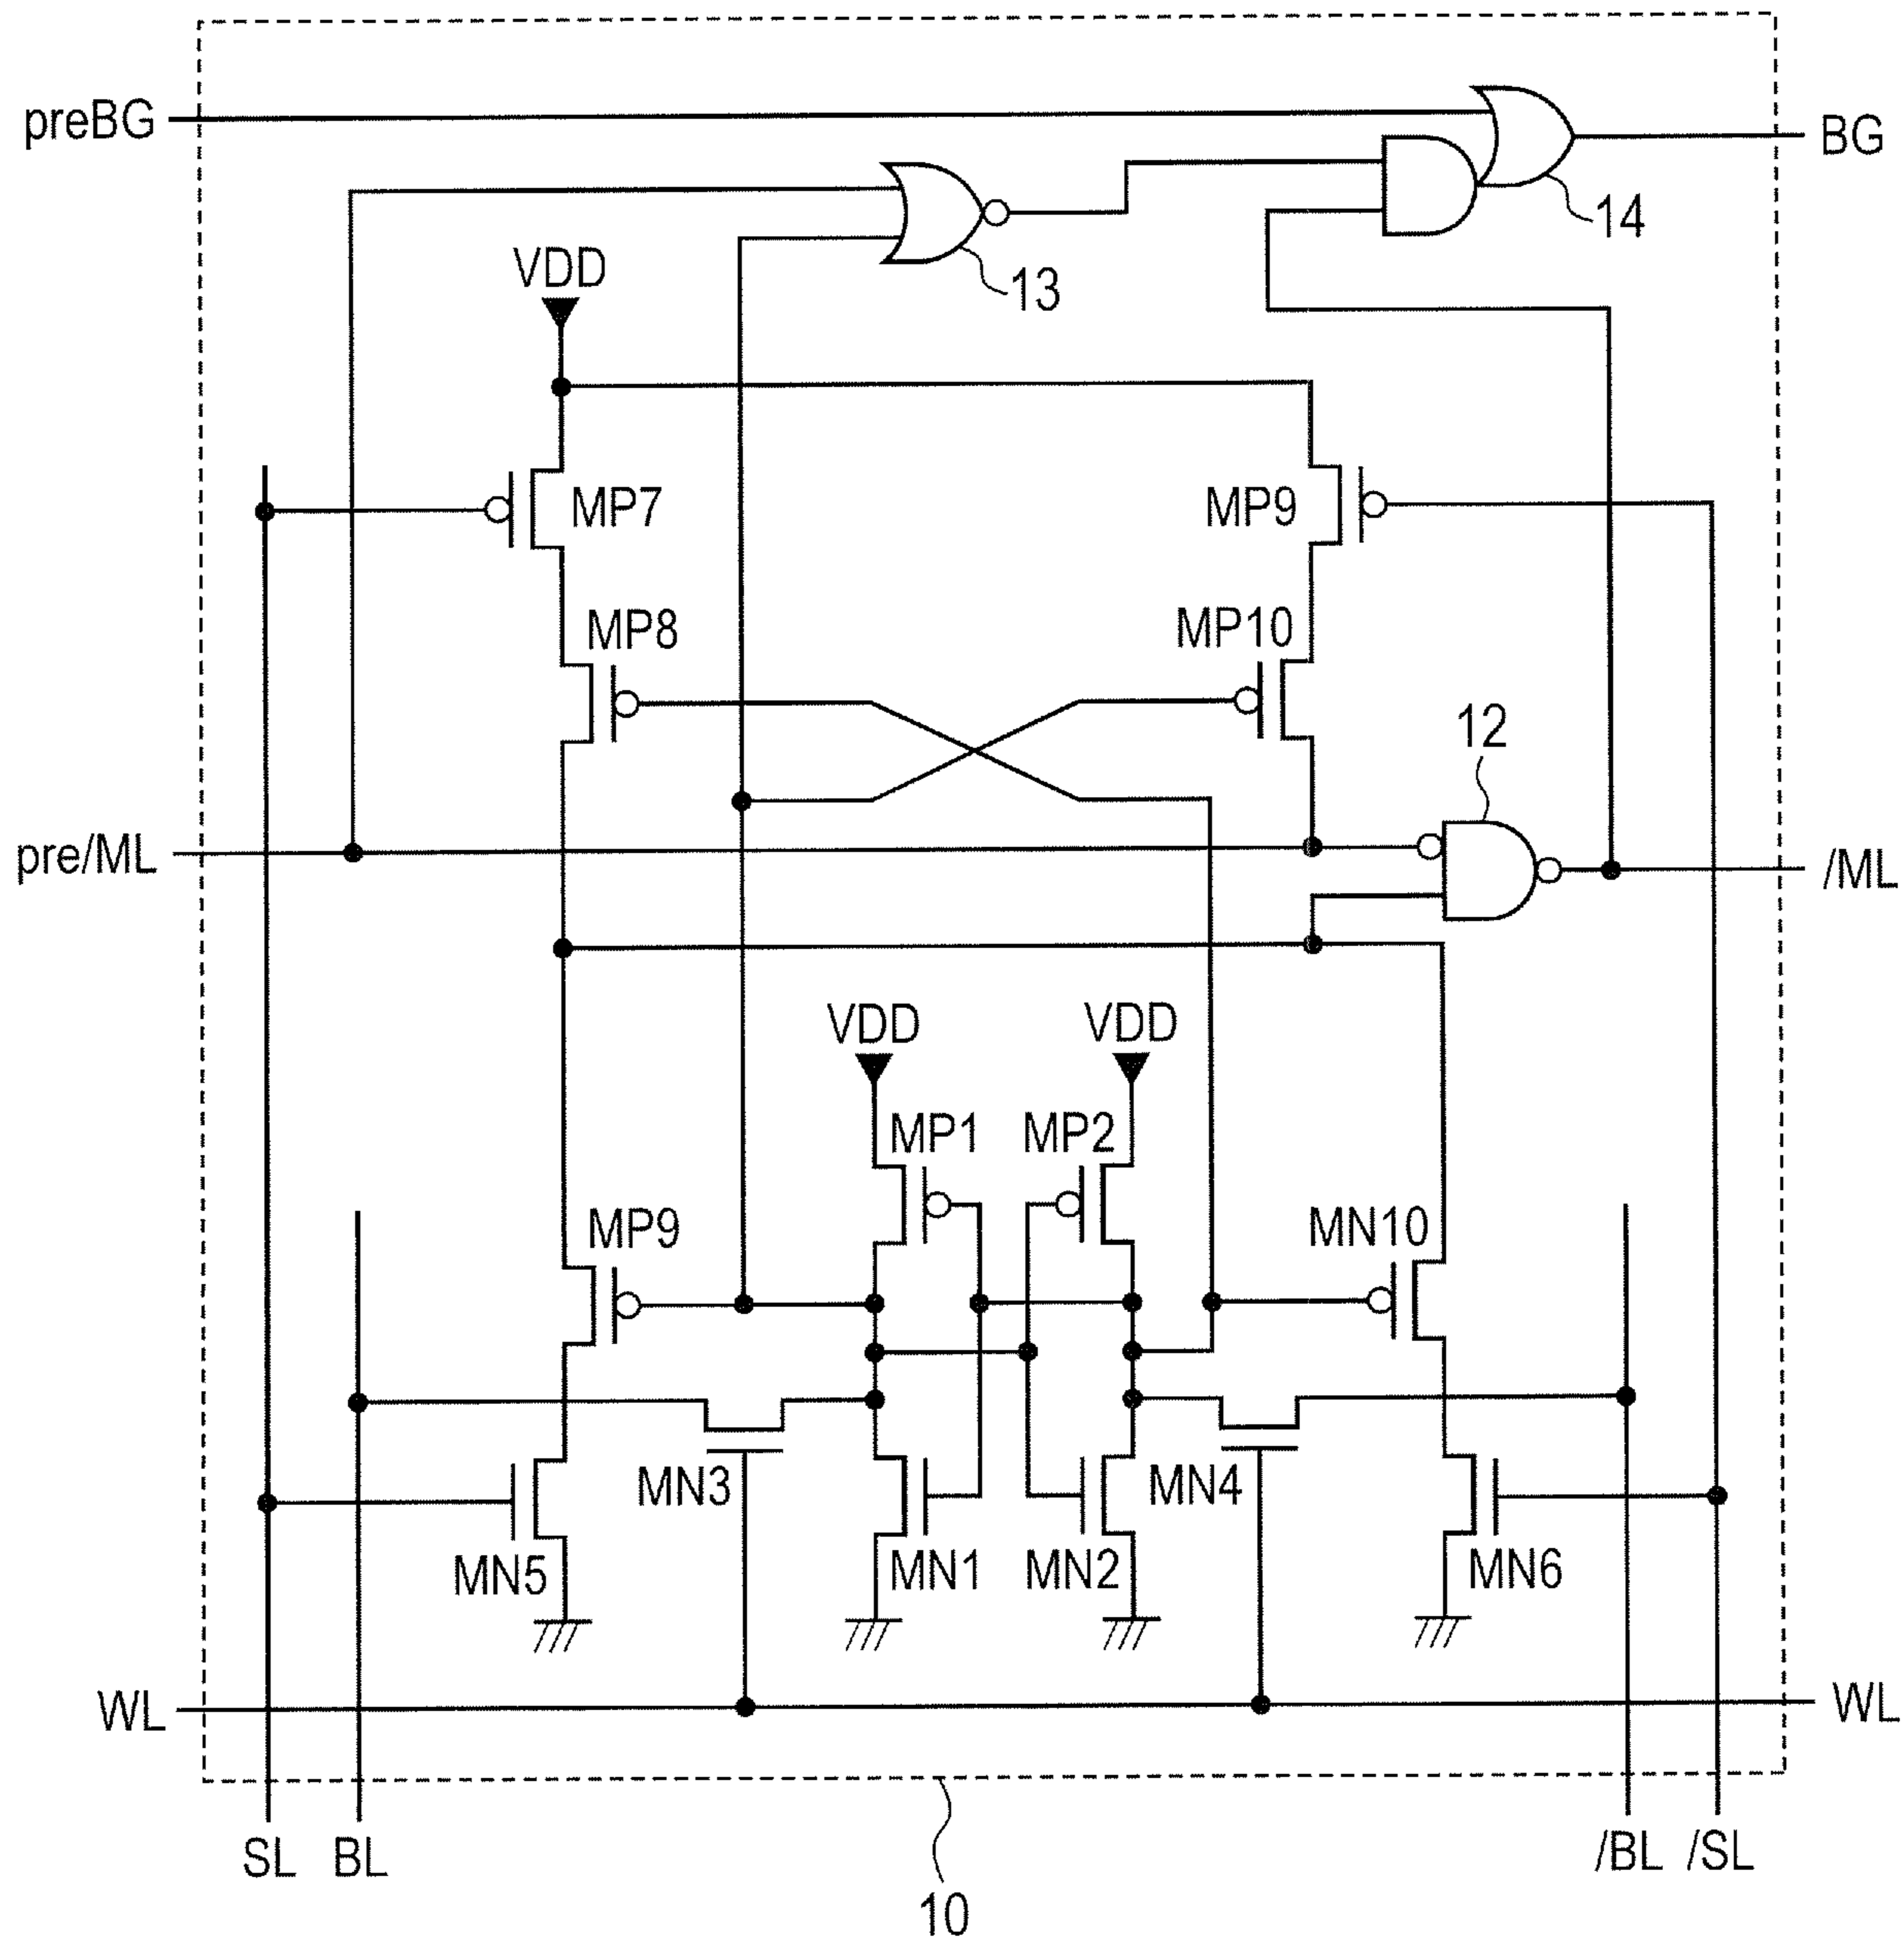 preBG
BG
14
13
VDD
MP7
MP9
MP8
MP10
12
pre/ML
/ML
VDD
VDD
MP1
MP2
MP9
MN10
MN3
MN4
MN5
MN1
MN2
MN6
WL
WL
SL
BL
/BL
/SL
10